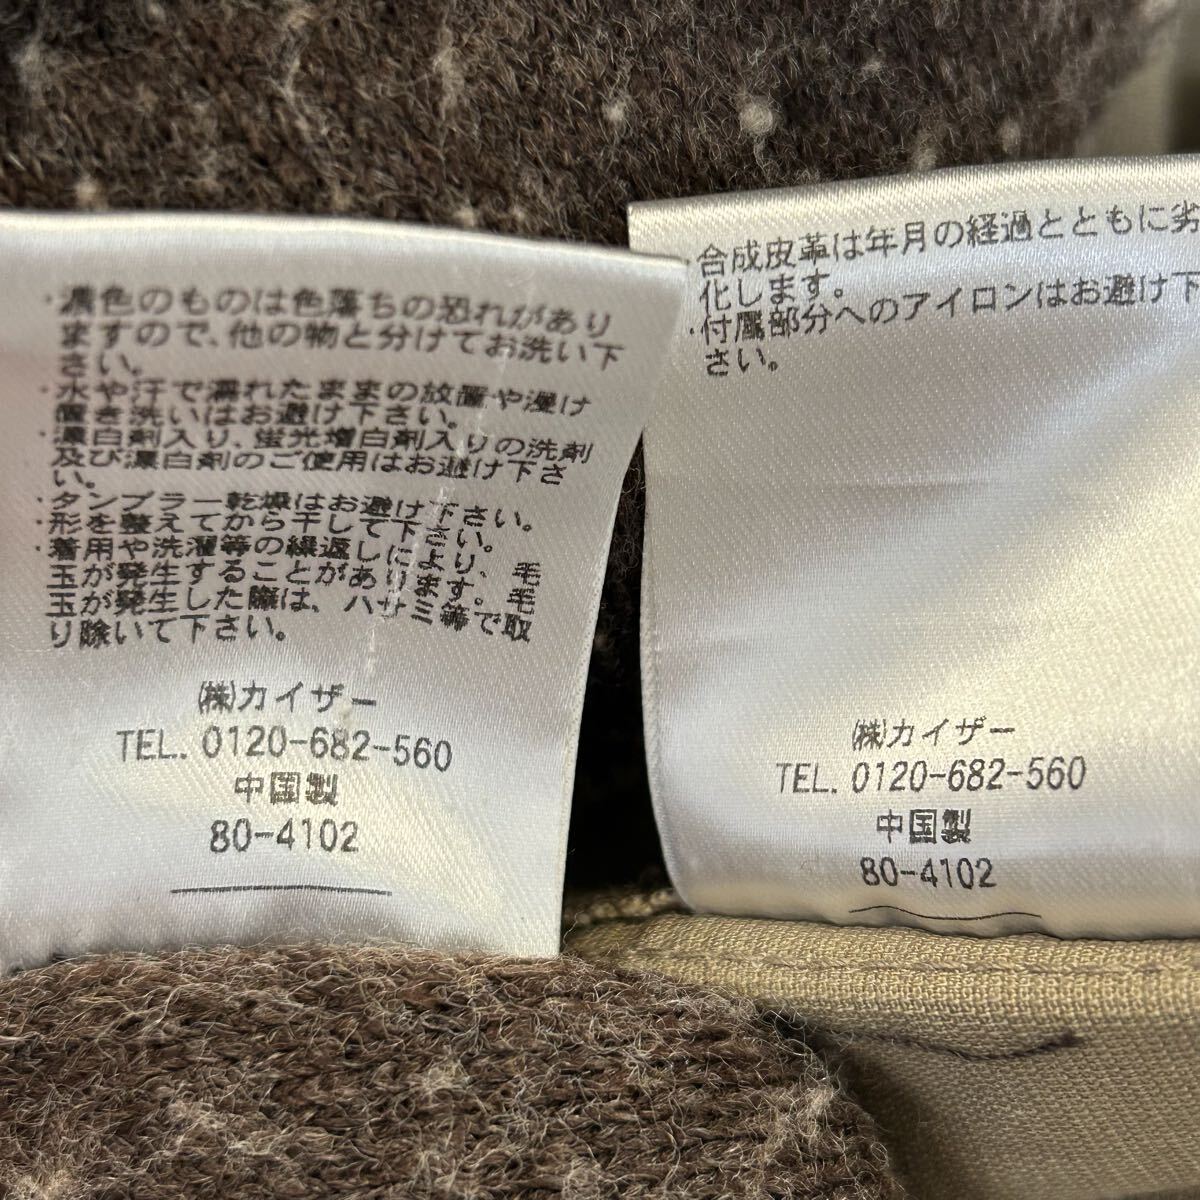 ・濃色のものは色落ちの恐れがあり
ますので、他の物と分けてお洗い下
さい。
・水や汗で濡れたままの放置や浸け
置き洗いはお避け下さい。
・漂白剤入り、蛍光増白剤入りの洗剤
及び漂白剤のご使用はお避け下さ
い。
・タンブラー乾燥はお避け下さい。
・形を整えてから干して下さい。
・着用や洗濯等の繰返しにより、毛
玉が発生することがあります。毛
玉が発生した際は、ハサミ等で取
り除いて下さい。
㈱カイザー
TEL. 0120-682-560
中国製
80-4102
・合成皮革は年月の経過とともに劣
化します。
・付属部分へのアイロンはお避け下
さい。
㈱カイザー
TEL. 0120-682-560
中国製
80-4102